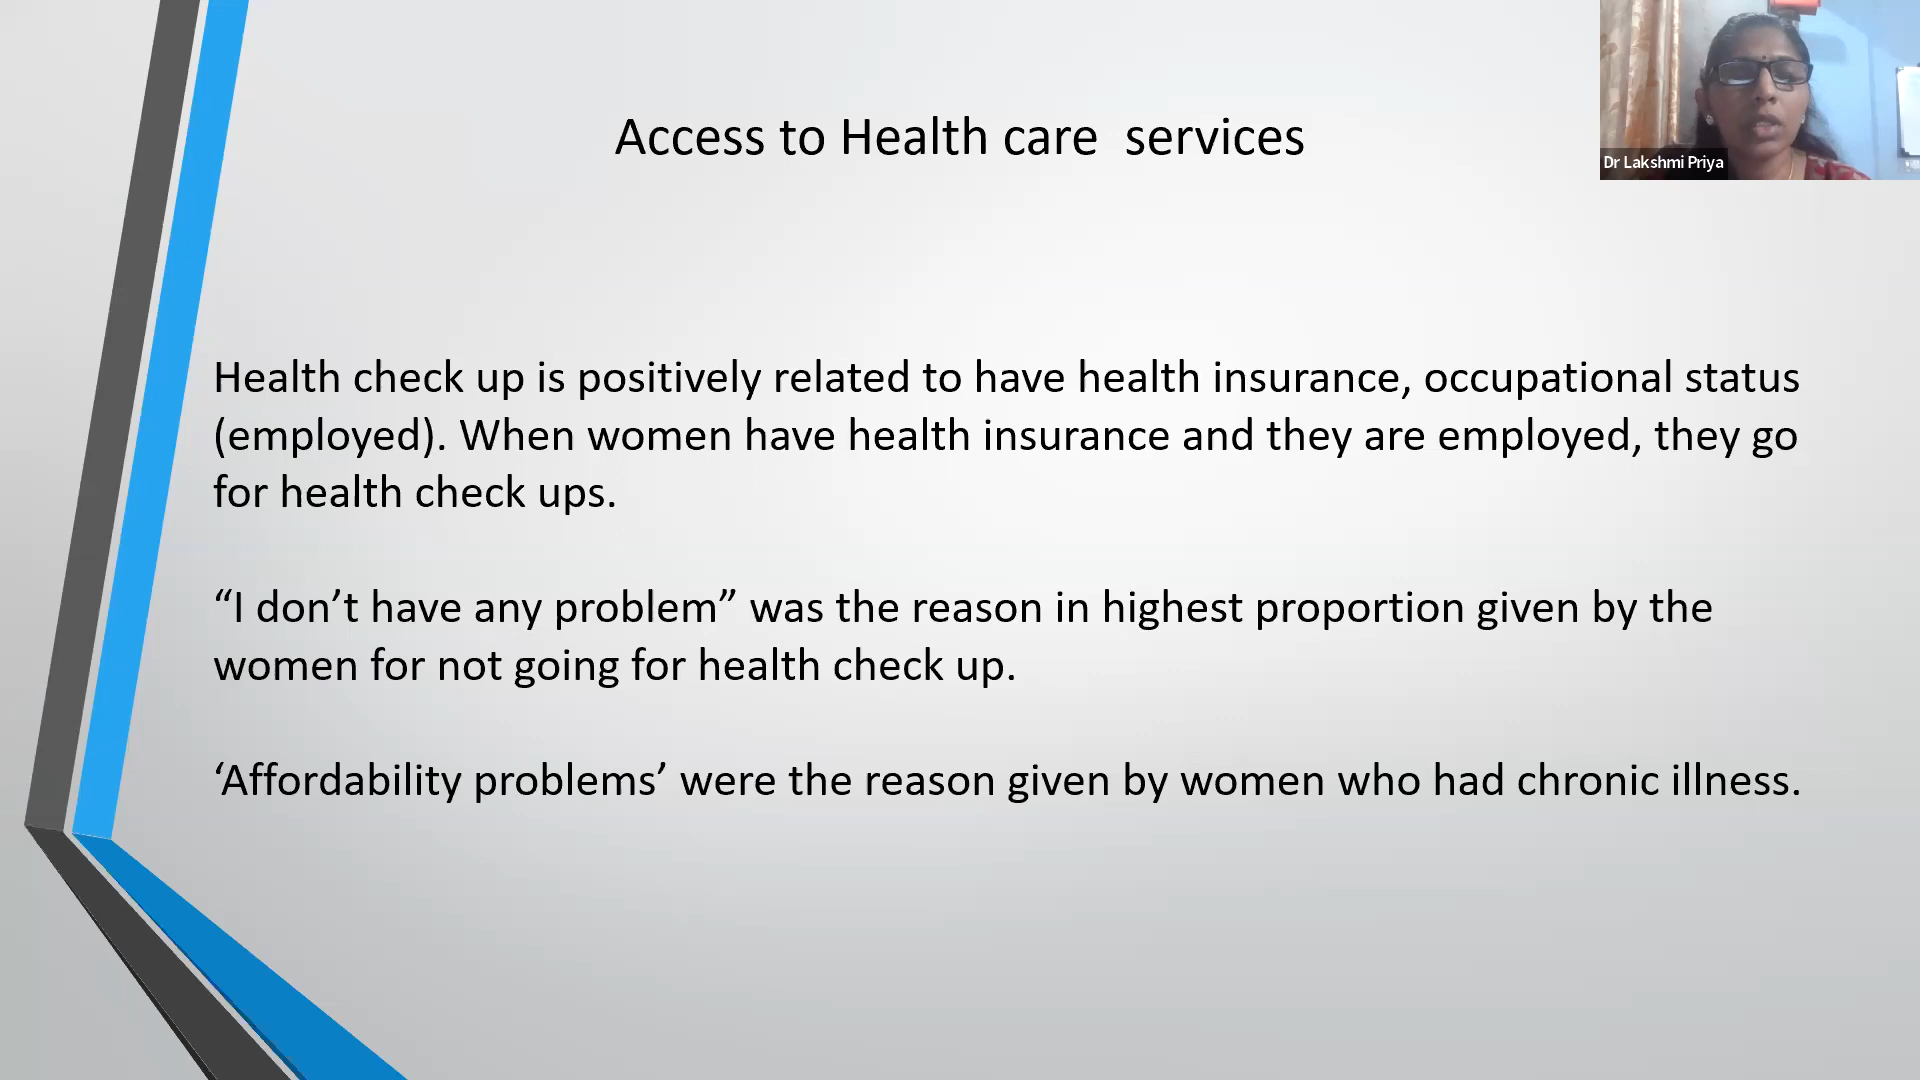 Access to Health care  services
Dr Lakshmi Priya
Health check up is positively related to have health insurance, occupational status
(employed). When women have health insurance and they are employed, they go
for health check ups.
“I don’t have any problem” was the reason in highest proportion given by the
women for not going for health check up.
‘Affordability problems’ were the reason given by women who had chronic illness.